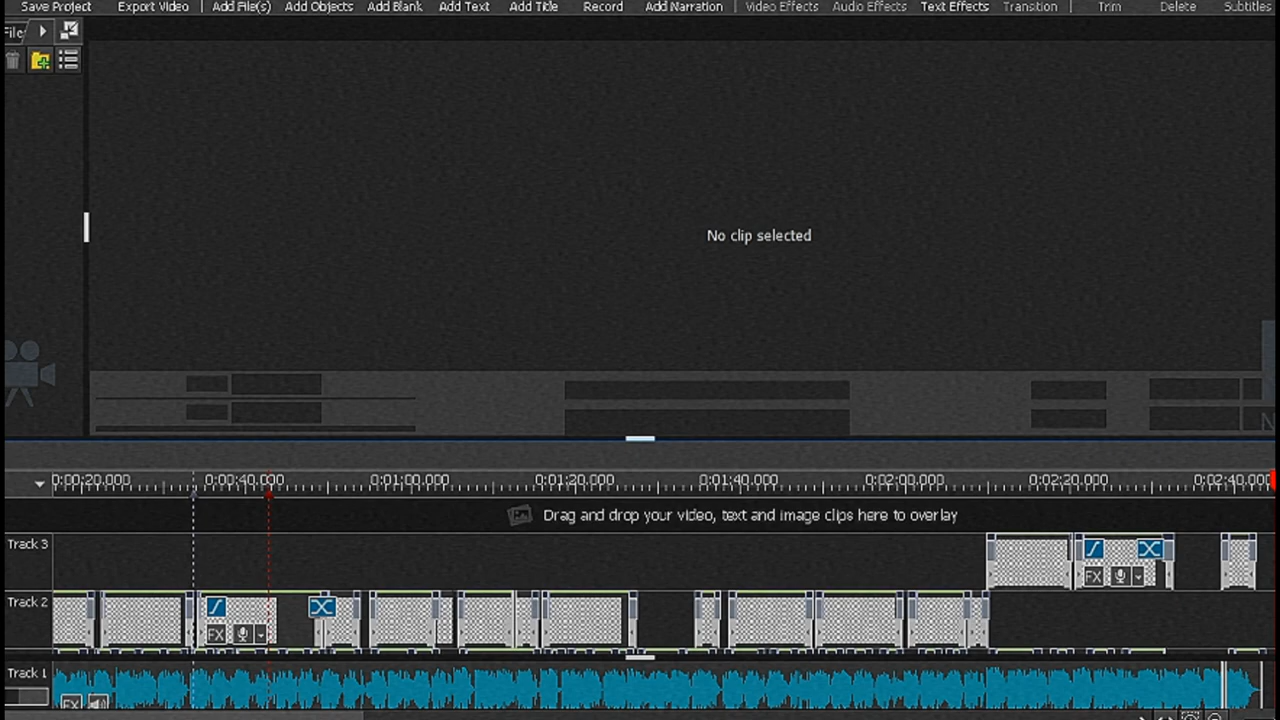 Save Project Export Video Add File(s) Add Objects Add Blank Add Text Add Title Record Add Narration Video Effects Audio Effects Text Effects Transition Trim Delete Subtitles
File
No clip selected
0:00:20.000 0:00:40.000 0:01:00.000 0:01:20.000 0:01:40.000 0:02:00.000 0:02:20.000 0:02:40.000
Drag and drop your video, text and image clips here to overlay
Track 3
FX
Track 2
FX
Track 1
FX